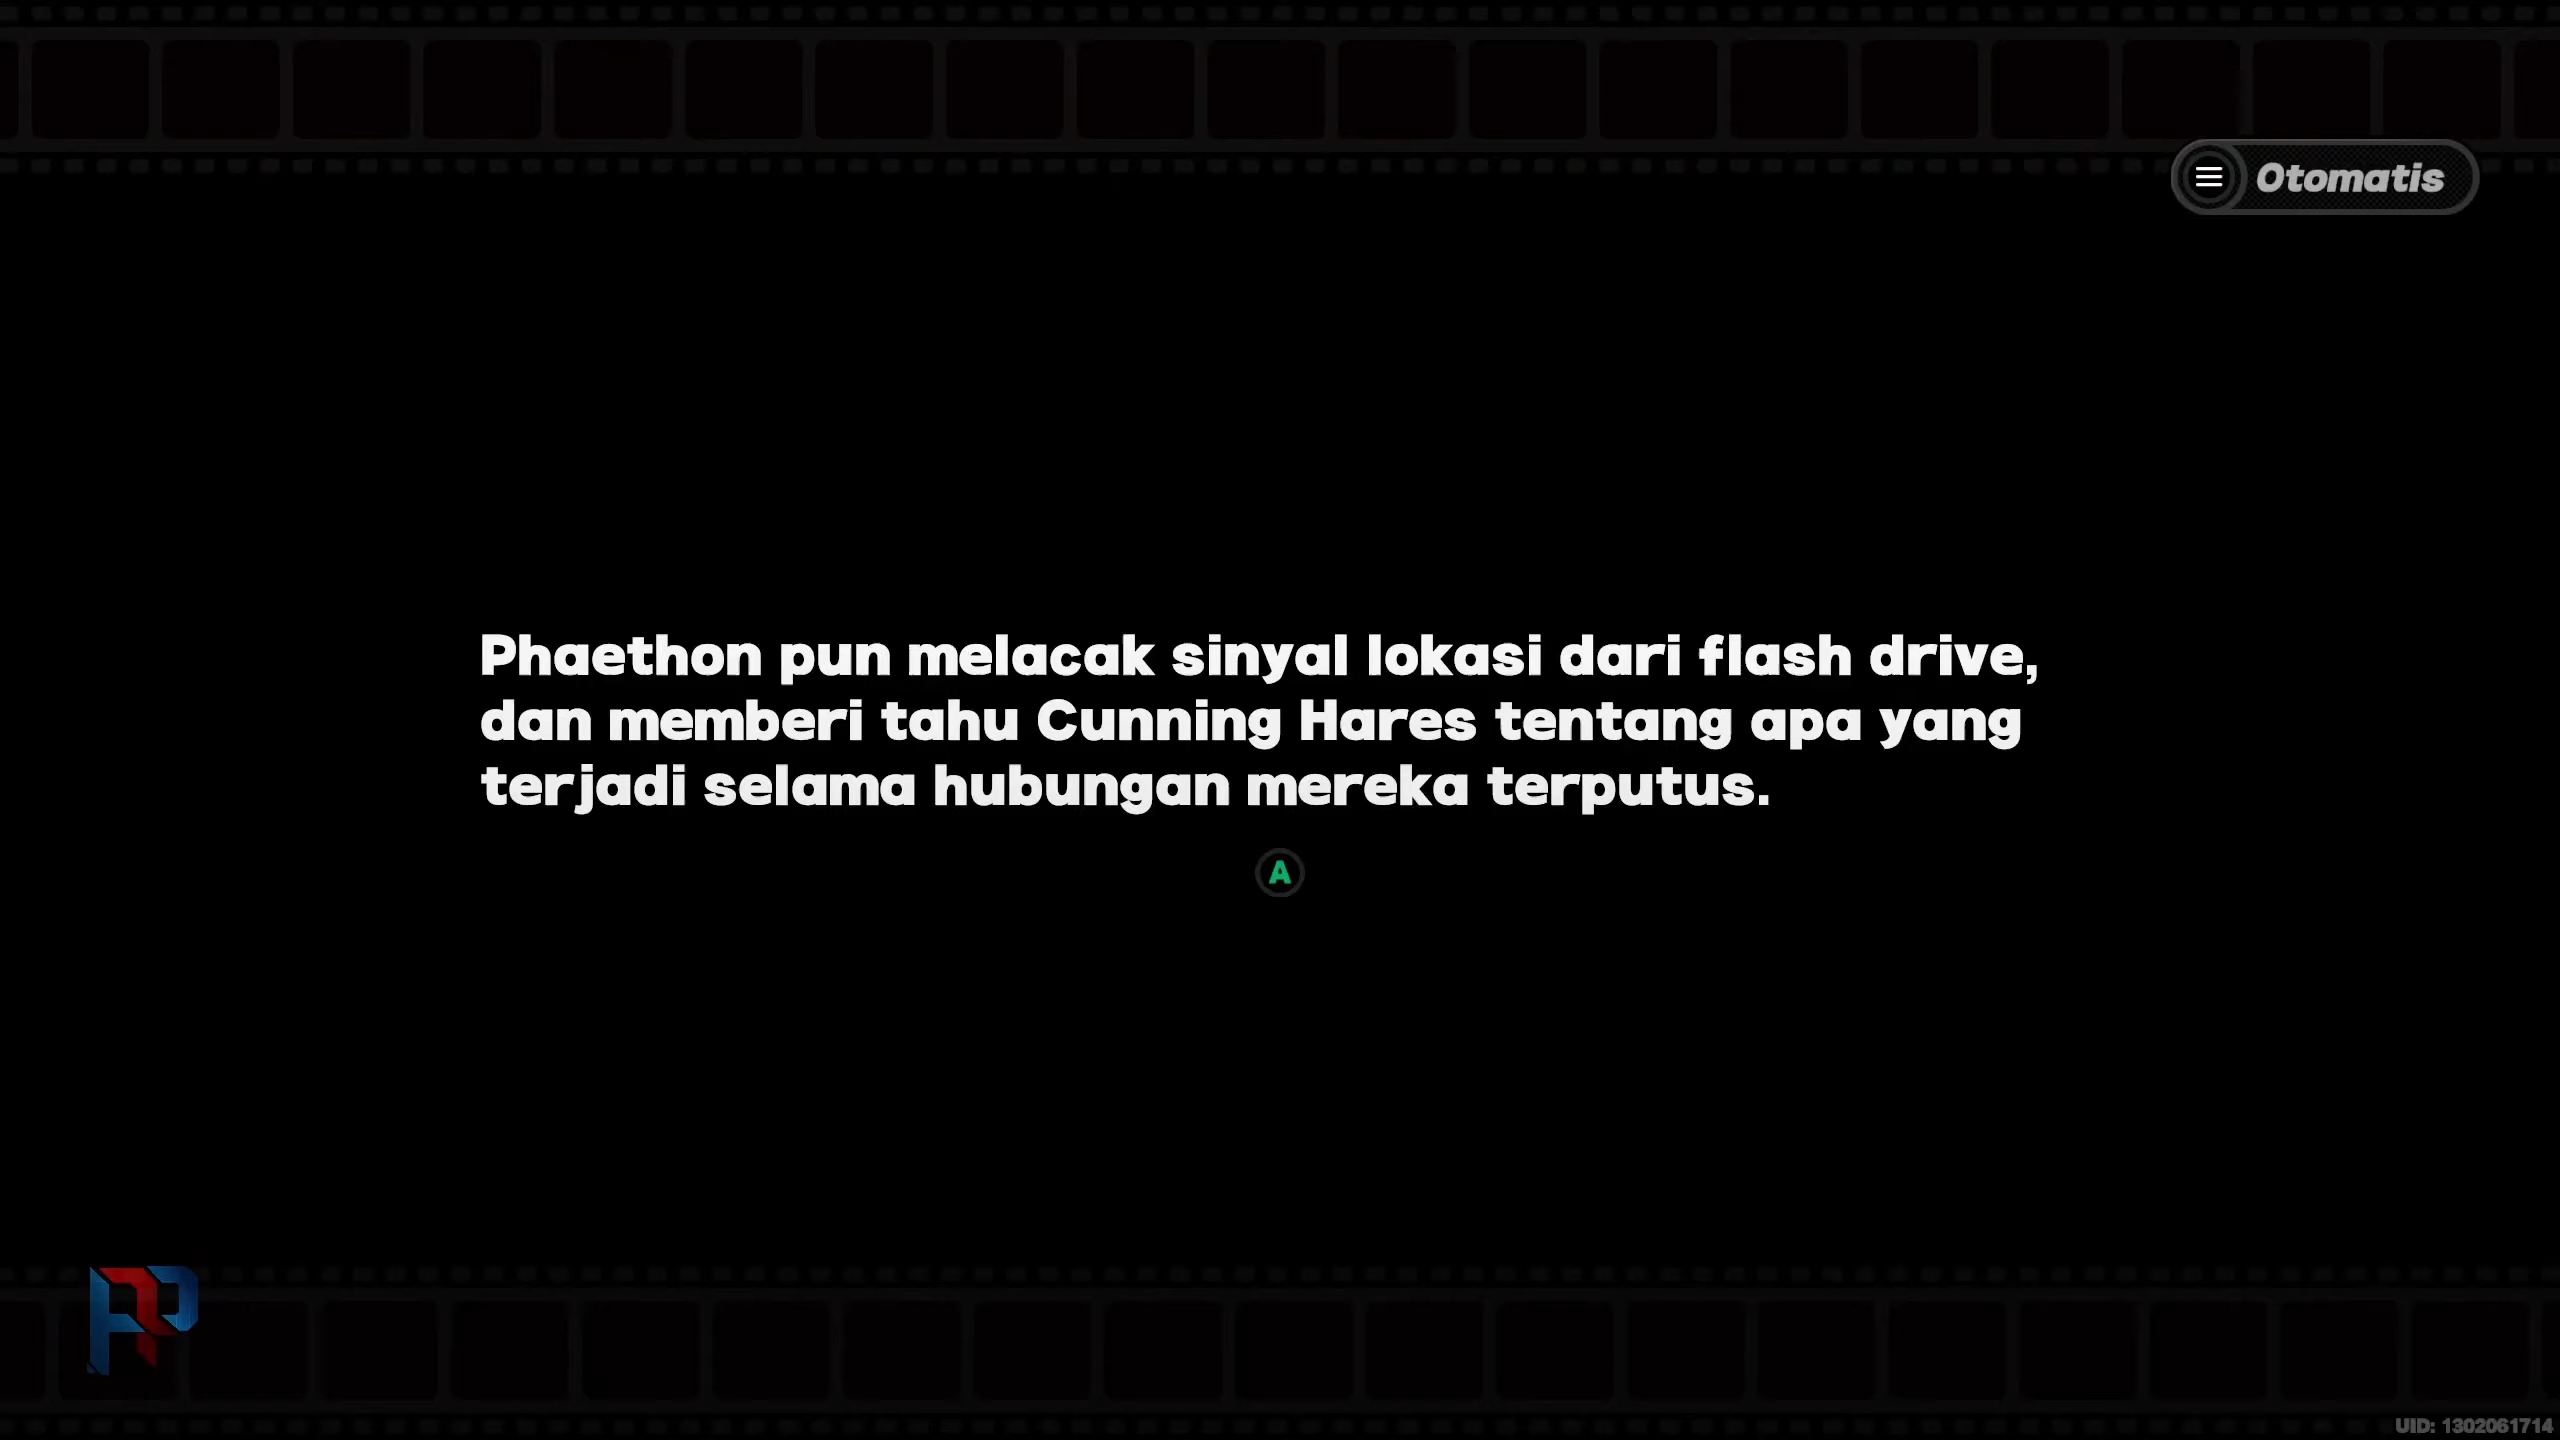 Otomatis
Phaethon pun melacak sinyal lokasi dari flash drive,
dan memberi tahu Cunning Hares tentang apa yang
terjadi selama hubungan mereka terputus.
A
UID: 1302061714